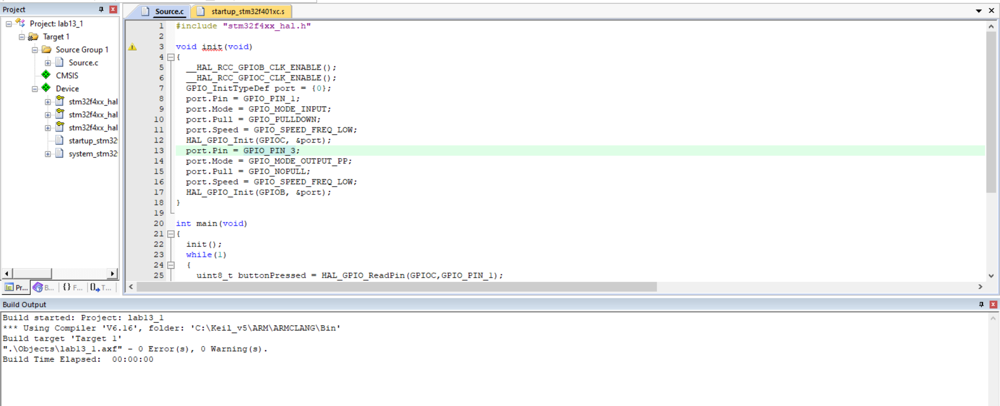 Project
Project: lab13_1
Target 1
Source Group 1
Source.c
CMSIS
Device
stm32f4xx_hal
stm32f4xx_hal
stm32f4xx_hal
startup_stm32
system_stm32
Pr... B... {} F... T...
Source.c startup_stm32f401xc.s
1 #include "stm32f4xx_hal.h"
2
3 void init(void)
4 {
5 __HAL_RCC_GPIOB_CLK_ENABLE();
6 __HAL_RCC_GPIOC_CLK_ENABLE();
7 GPIO_InitTypeDef port = {0};
8 port.Pin = GPIO_PIN_1;
9 port.Mode = GPIO_MODE_INPUT;
10 port.Pull = GPIO_PULLDOWN;
11 port.Speed = GPIO_SPEED_FREQ_LOW;
12 HAL_GPIO_Init(GPIOC, &port);
13 port.Pin = GPIO_PIN_3;
14 port.Mode = GPIO_MODE_OUTPUT_PP;
15 port.Pull = GPIO_NOPULL;
16 port.Speed = GPIO_SPEED_FREQ_LOW;
17 HAL_GPIO_Init(GPIOB, &port);
18 }
19
20 int main(void)
21 {
22 init();
23 while(1)
24 {
25 uint8_t buttonPressed = HAL_GPIO_ReadPin(GPIOC,GPIO_PIN_1);
Build Output
Build started: Project: lab13_1
*** Using Compiler 'V6.16', folder: 'C:\Keil_v5\ARM\ARMCLANG\Bin'
Build target 'Target 1'
".\Objects\lab13_1.axf" - 0 Error(s), 0 Warning(s).
Build Time Elapsed:  00:00:00